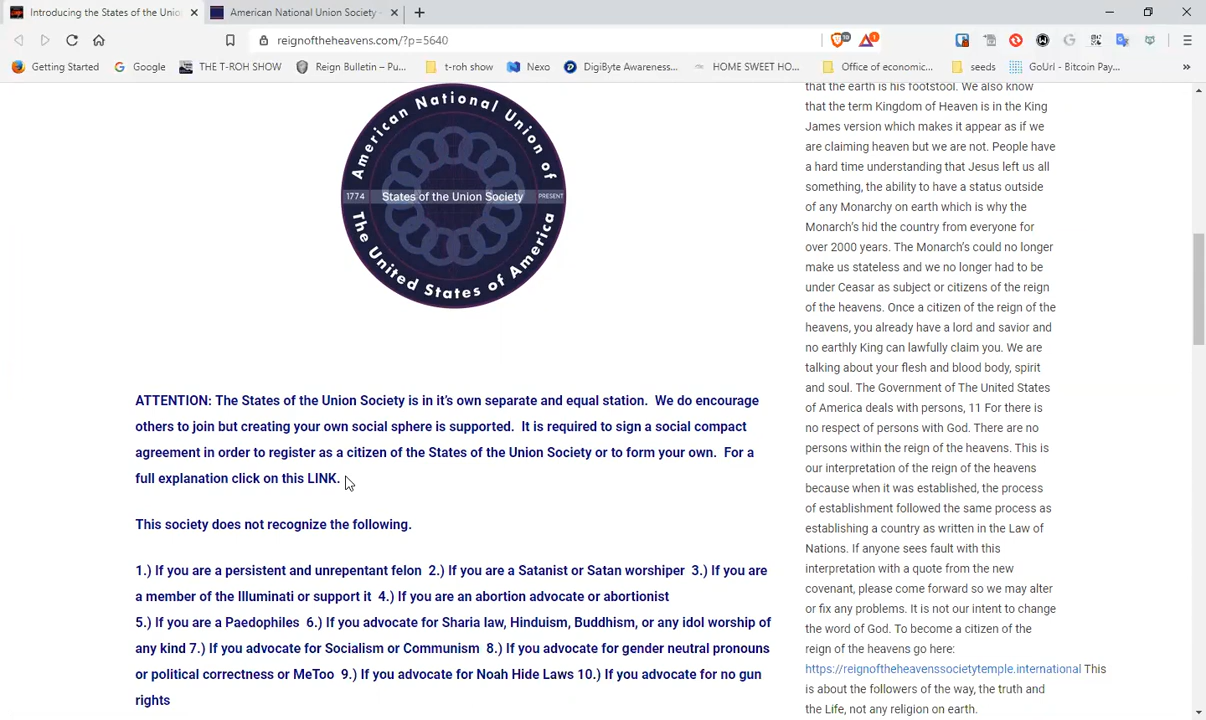 Introducing the States of the Unio
American National Union Society
reignoftheheavens.com/?p=5640
Getting Started
Google
THE T-ROH SHOW
Reign Bulletin – Pu...
t-roh show
Nexo
DigiByte Awareness...
HOME SWEET HO...
Office of economic...
seeds
GoUrl - Bitcoin Pay...
American National Union of
1774
States of the Union Society
PRESENT
The United States of America
ATTENTION: The States of the Union Society is in it's own separate and equal station. We do encourage
others to join but creating your own social sphere is supported. It is required to sign a social compact
agreement in order to register as a citizen of the States of the Union Society or to form your own. For a
full explanation click on this LINK.
This society does not recognize the following.
1.) If you are a persistent and unrepentant felon 2.) If you are a Satanist or Satan worshiper 3.) If you are
a member of the Illuminati or support it 4.) If you are an abortion advocate or abortionist
5.) If you are a Paedophiles 6.) If you advocate for Sharia law, Hinduism, Buddhism, or any idol worship of
any kind 7.) If you advocate for Socialism or Communism 8.) If you advocate for gender neutral pronouns
or political correctness or MeToo 9.) If you advocate for Noah Hide Laws 10.) If you advocate for no gun
rights
that the earth is his footstool. We also know
that the term Kingdom of Heaven is in the King
James version which makes it appear as if we
are claiming heaven but we are not. People have
a hard time understanding that Jesus left us all
something, the ability to have a status outside
of any Monarchy on earth which is why the
Monarch's hid the country from everyone for
over 2000 years. The Monarch's could no longer
make us stateless and we no longer had to be
under Ceasar as subject or citizens of the reign
of the heavens. Once a citizen of the reign of the
heavens, you already have a lord and savior and
no earthly King can lawfully claim you. We are
talking about your flesh and blood body, spirit
and soul. The Government of The United States
of America deals with persons, 11 For there is
no respect of persons with God. There are no
persons within the reign of the heavens. This is
our interpretation of the reign of the heavens
because when it was established, the process
of establishment followed the same process as
establishing a country as written in the Law of
Nations. If anyone sees fault with this
interpretation with a quote from the new
covenant, please come forward so we may alter
or fix any problems. It is not our intent to change
the word of God. To become a citizen of the
reign of the heavens go here:
https://reignoftheheavenssocietytemple.international This
is about the followers of the way, the truth and
the Life, not any religion on earth.